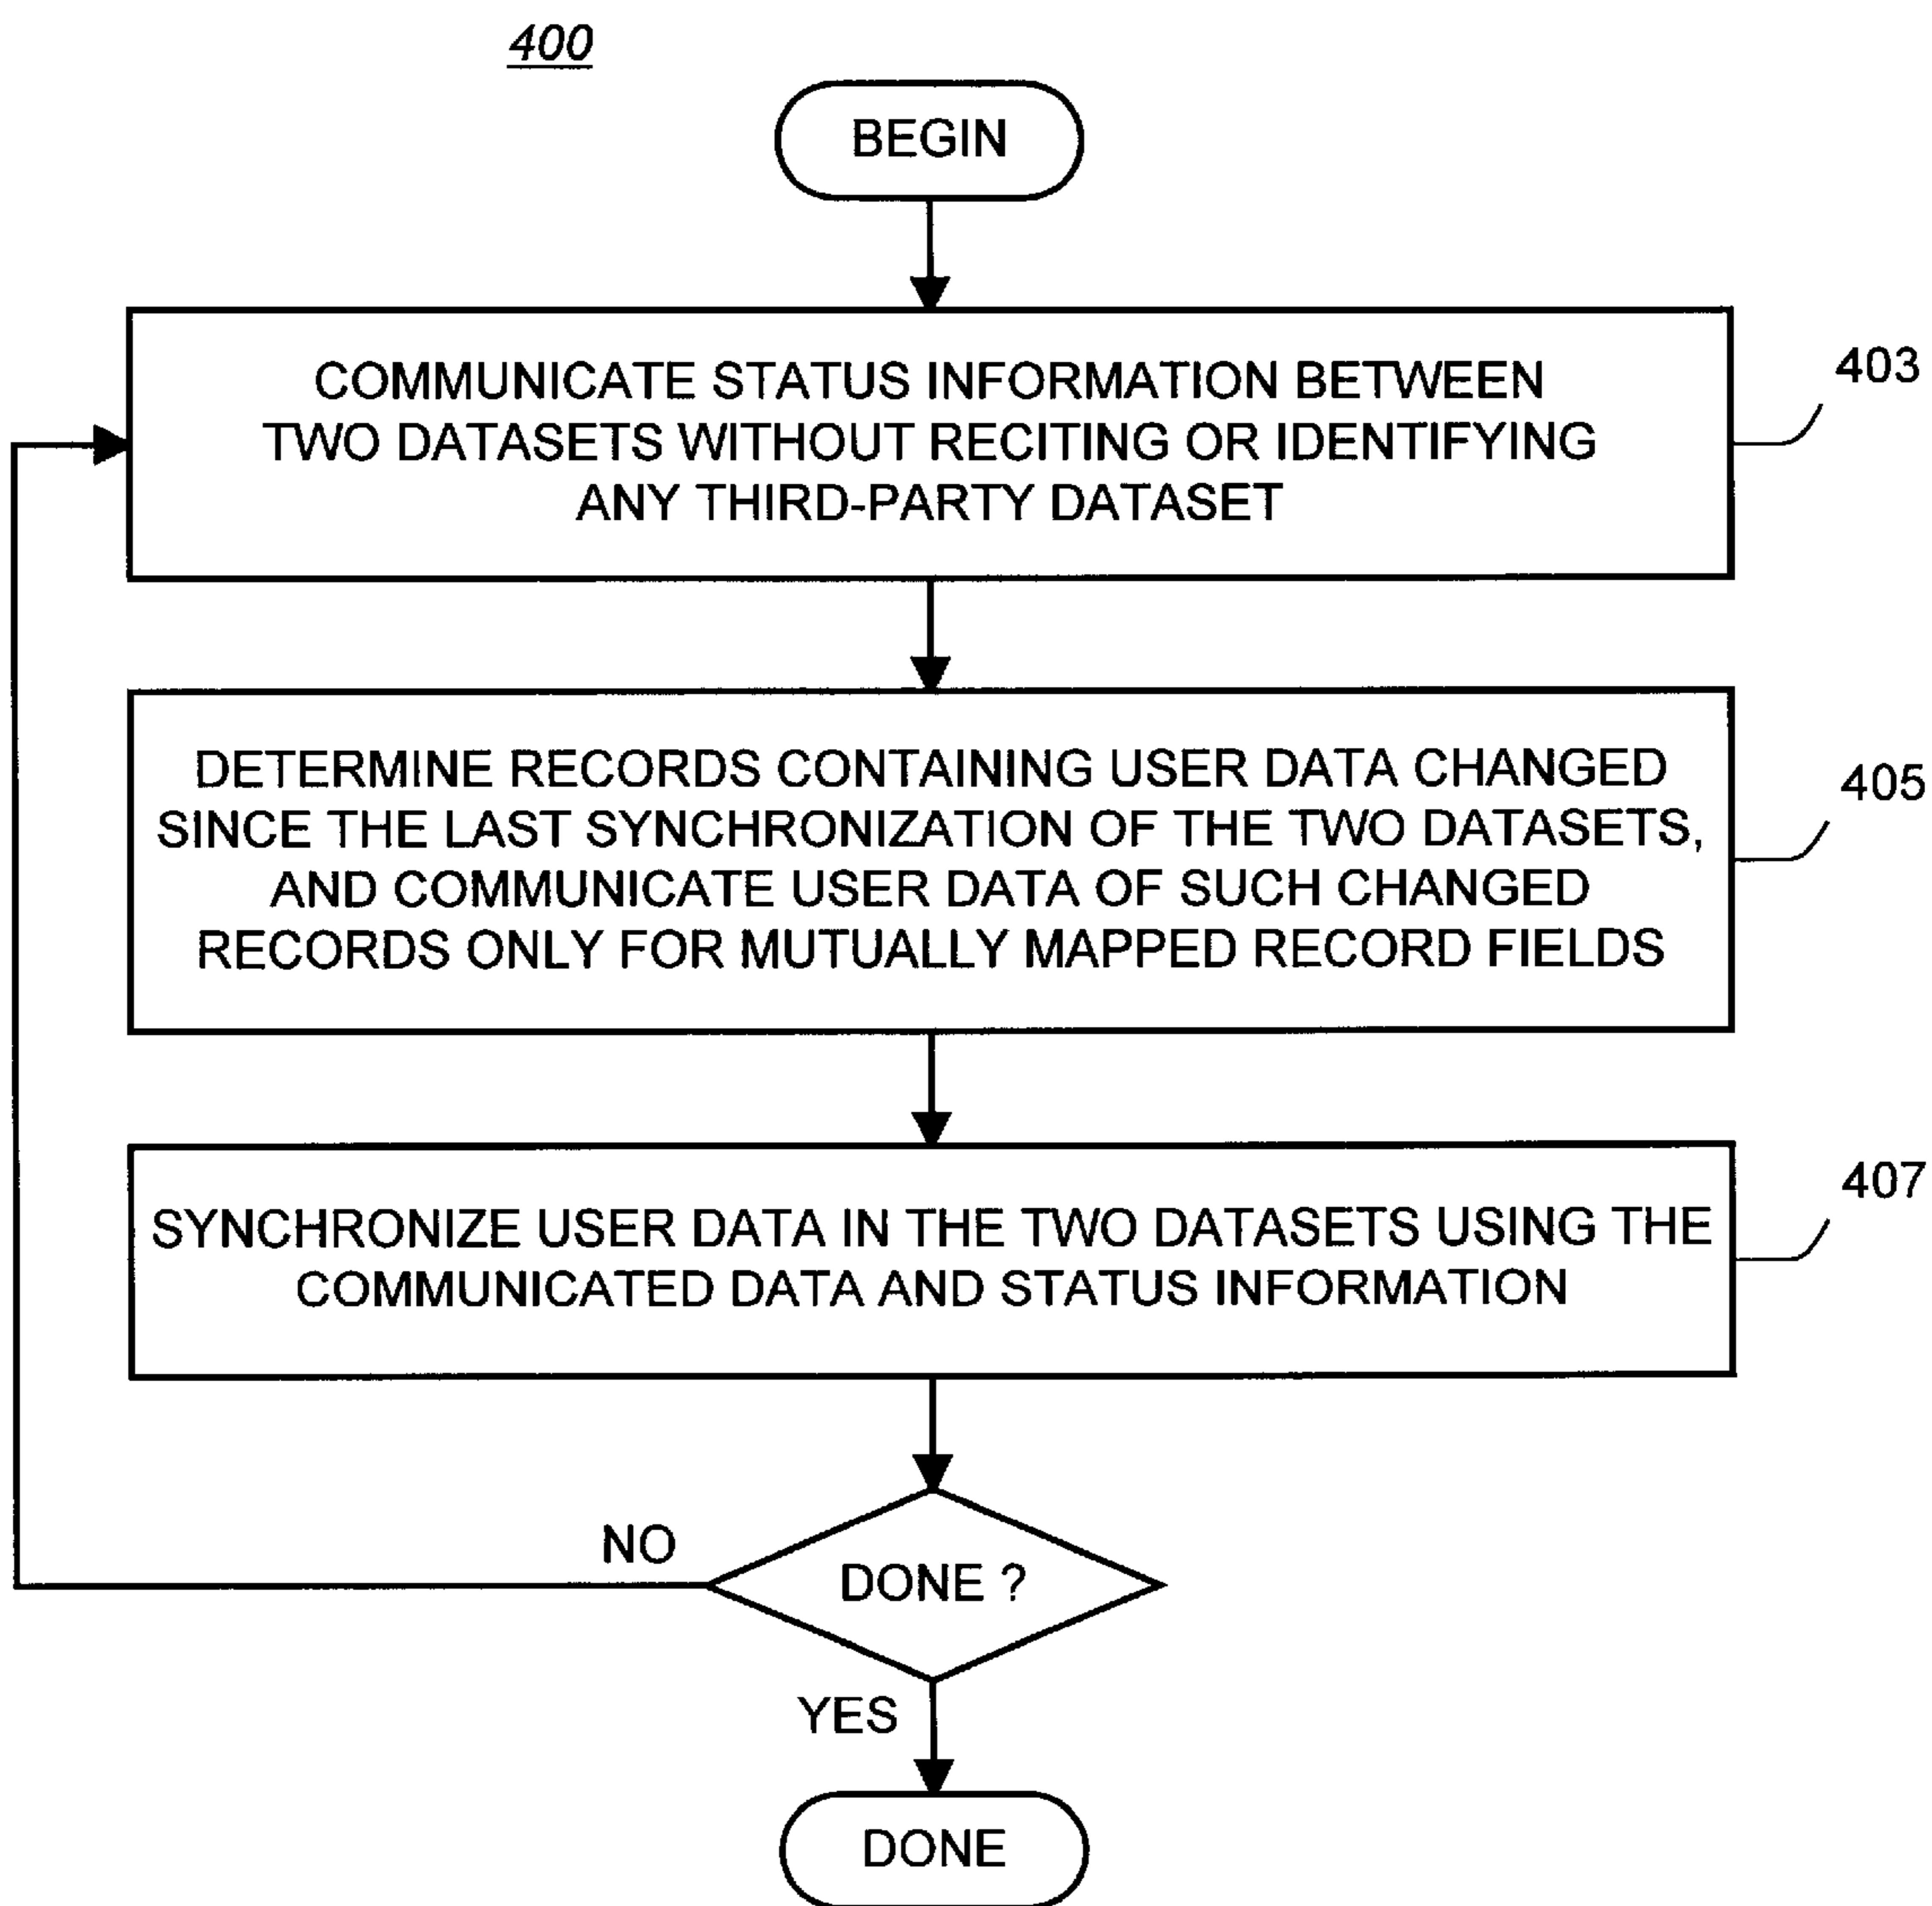 400
BEGIN
COMMUNICATE STATUS INFORMATION BETWEEN
TWO DATASETS WITHOUT RECITING OR IDENTIFYING
ANY THIRD-PARTY DATASET
403
DETERMINE RECORDS CONTAINING USER DATA CHANGED
SINCE THE LAST SYNCHRONIZATION OF THE TWO DATASETS,
AND COMMUNICATE USER DATA OF SUCH CHANGED
RECORDS ONLY FOR MUTUALLY MAPPED RECORD FIELDS
405
SYNCHRONIZE USER DATA IN THE TWO DATASETS USING THE
COMMUNICATED DATA AND STATUS INFORMATION
407
NO
DONE ?
YES
DONE